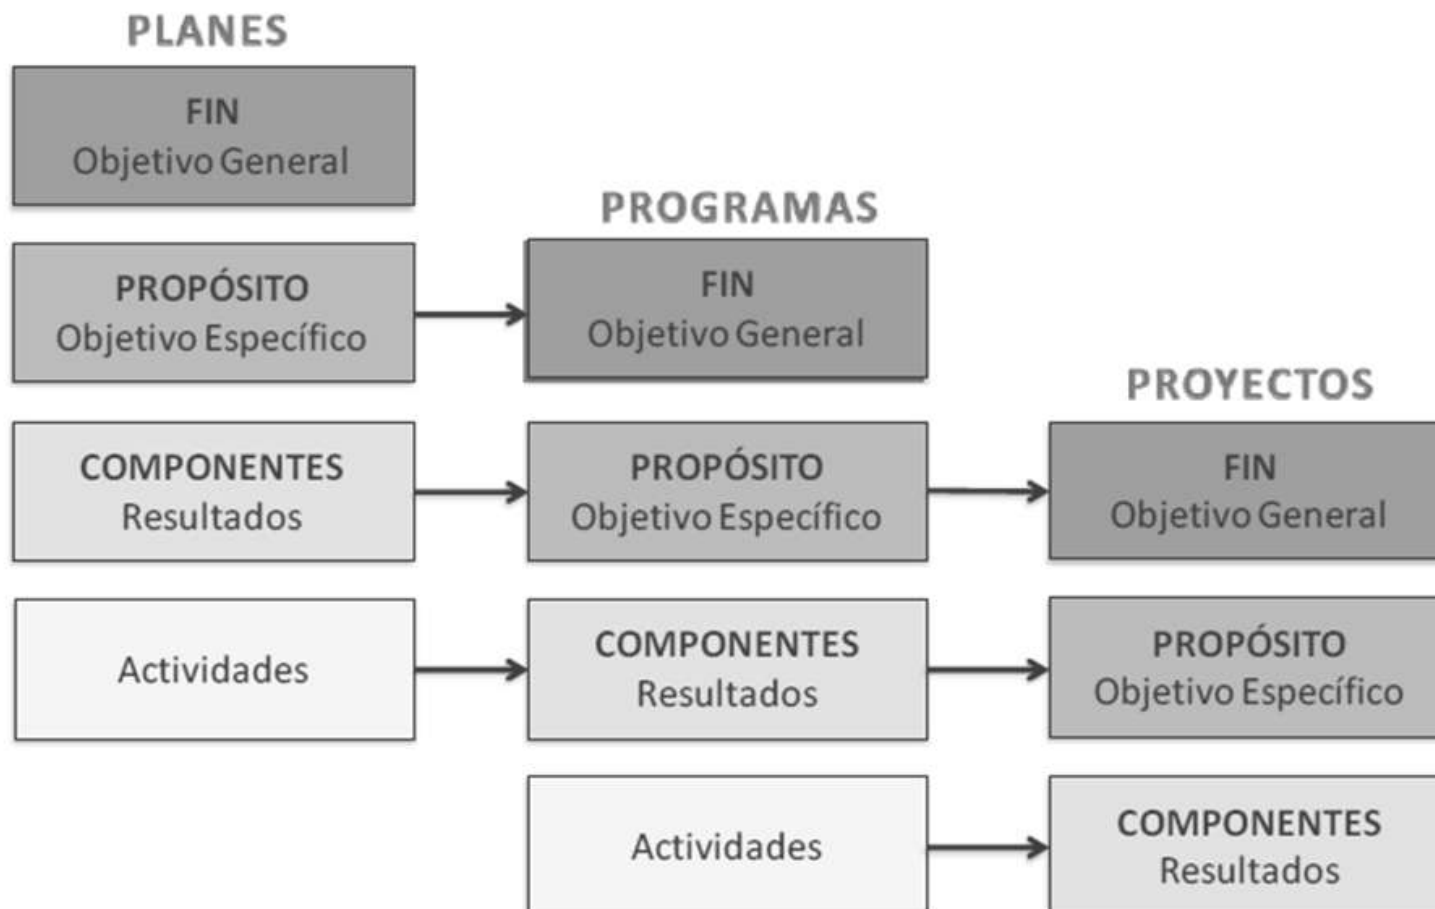 PLANES
FIN
Objetivo General
PROPÓSITO
Objetivo Específico
COMPONENTES
Resultados
Actividades
PROGRAMAS
FIN
Objetivo General
PROPÓSITO
Objetivo Específico
COMPONENTES
Resultados
Actividades
PROYECTOS
FIN
Objetivo General
PROPÓSITO
Objetivo Específico
COMPONENTES
Resultados